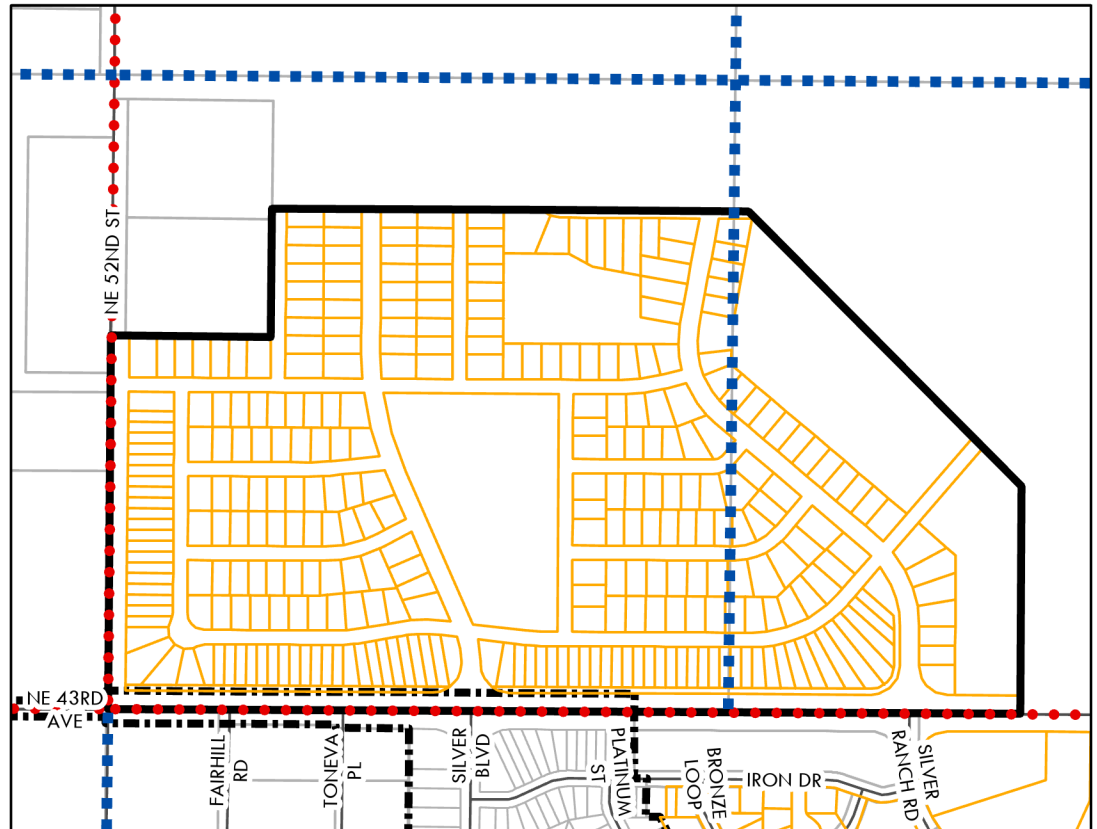 NE 52ND ST
NE 43RD
AVE
FAIRHILL
RD
TONEVA
PL
SILVER
BLVD
PLATINUM
ST
BRONZE
LOOP
IRON DR
SILVER
RANCH RD